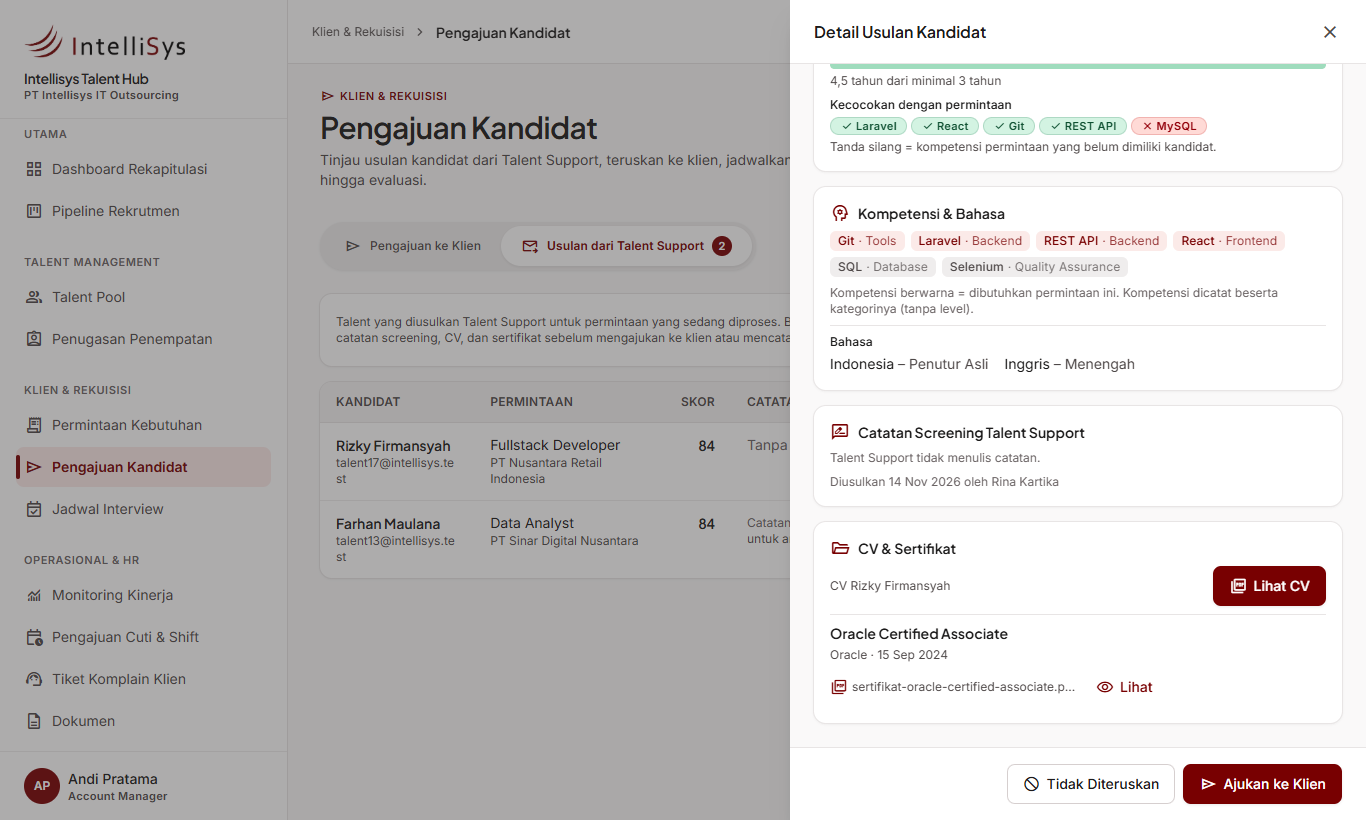 IntelliSys
Intellisys Talent Hub
PT Intellisys IT Outsourcing
UTAMA
Dashboard Rekapitulasi
Pipeline Rekrutmen
TALENT MANAGEMENT
Talent Pool
Penugasan Penempatan
KLIEN & REKUISISI
Permintaan Kebutuhan
Pengajuan Kandidat
Jadwal Interview
OPERASIONAL & HR
Monitoring Kinerja
Pengajuan Cuti & Shift
Tiket Komplain Klien
Dokumen
AP
Andi Pratama
Account Manager
Klien & Rekuisisi > Pengajuan Kandidat
KLIEN & REKUISISI
Pengajuan Kandidat
Tinjau usulan kandidat dari Talent Support, teruskan ke klien, jadwalkan
hingga evaluasi.
Pengajuan ke Klien
Usulan dari Talent Support 2
Talent yang diusulkan Talent Support untuk permintaan yang sedang diproses. B
catatan screening, CV, dan sertifikat sebelum mengajukan ke klien atau mencata
KANDIDAT PERMINTAAN SKOR CATATA
Rizky Firmansyah Fullstack Developer 84 Tanpa
talent17@intellisys.te PT Nusantara Retail
st Indonesia
Farhan Maulana Data Analyst 84 Catatan
talent13@intellisys.te PT Sinar Digital Nusantara untuk a
st
Detail Usulan Kandidat
4,5 tahun dari minimal 3 tahun
Kecocokan dengan permintaan
Laravel React Git REST API MySQL
Tanda silang = kompetensi permintaan yang belum dimiliki kandidat.
Kompetensi & Bahasa
Git · Tools Laravel · Backend REST API · Backend React · Frontend
SQL · Database Selenium · Quality Assurance
Kompetensi berwarna = dibutuhkan permintaan ini. Kompetensi dicatat beserta
kategorinya (tanpa level).
Bahasa
Indonesia – Penutur Asli Inggris – Menengah
Catatan Screening Talent Support
Talent Support tidak menulis catatan.
Diusulkan 14 Nov 2026 oleh Rina Kartika
CV & Sertifikat
CV Rizky Firmansyah
Lihat CV
Oracle Certified Associate
Oracle · 15 Sep 2024
sertifikat-oracle-certified-associate.p... Lihat
Tidak Diteruskan
Ajukan ke Klien